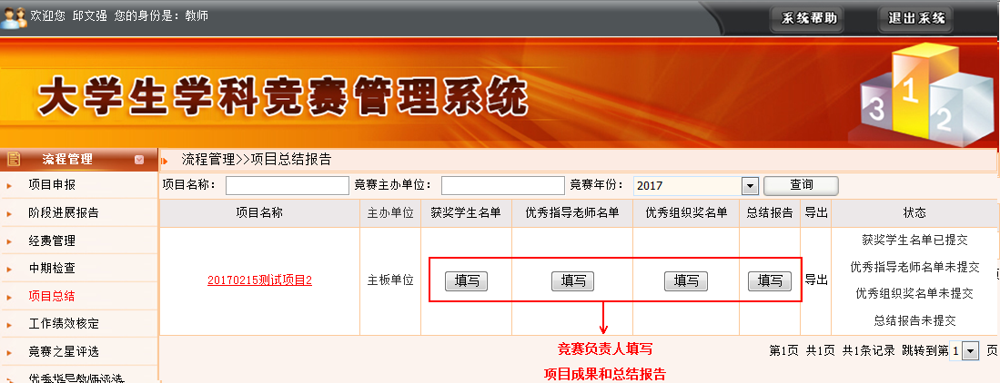 欢迎您 邱文强 您的身份是：教师
系统帮助 退出系统
大学生学科竞赛管理系统
3 1 2
流程管理
项目申报
阶段进展报告
经费管理
中期检查
项目总结
工作绩效核定
竞赛之星评选
优秀指导教师评选
流程管理>>项目总结报告
项目名称： 竞赛主办单位： 竞赛年份： 2017 查询
项目名称 主办单位 获奖学生名单 优秀指导老师名单 优秀组织奖名单 总结报告 导出 状态
20170215测试项目2 主板单位 填写 填写 填写 填写 导出
获奖学生名单已提交
优秀指导老师名单未提交
优秀组织奖名单未提交
总结报告未提交
第1页 共1页 共1条记录 跳转到第 1 页
竞赛负责人填写
项目成果和总结报告